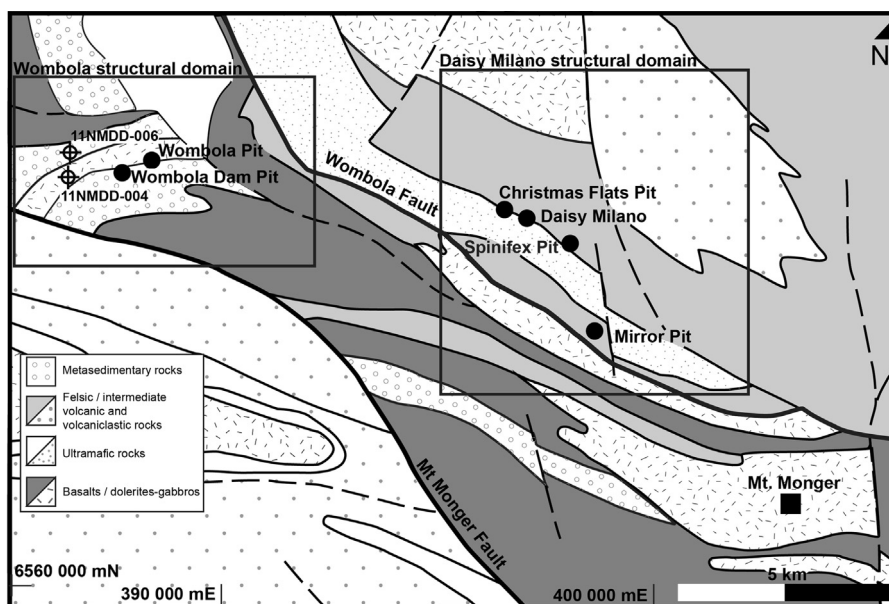 Wombola structural domain
Daisy Milano structural domain
N
11NMDD-006
Wombola Pit
Wombola Dam Pit
11NMDD-004
Wombola Fault
Christmas Flats Pit
Daisy Milano
Spinifex Pit
Mirror Pit
Metasedimentary rocks
Felsic / intermediate
volcanic and
volcaniclastic rocks
Ultramafic rocks
Basalts / dolerites-gabbros
Mt Monger Fault
Mt. Monger
6560 000 mN
390 000 mE
400 000 mE
5 km